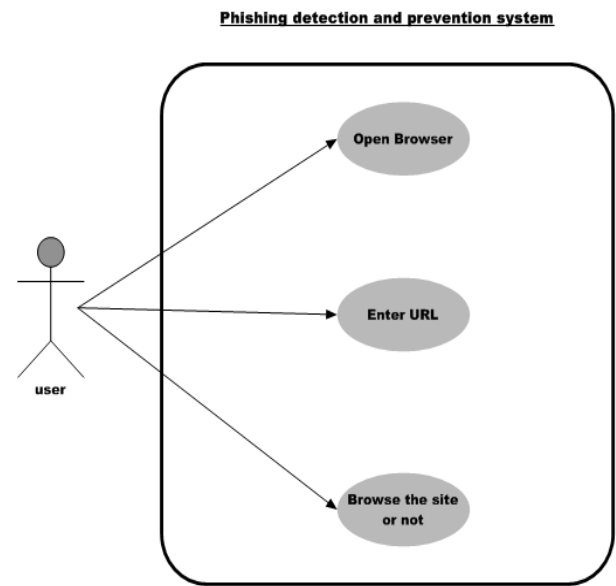 Phishing detection and prevention system
Open Browser
Enter URL
user
Browse the site
or not